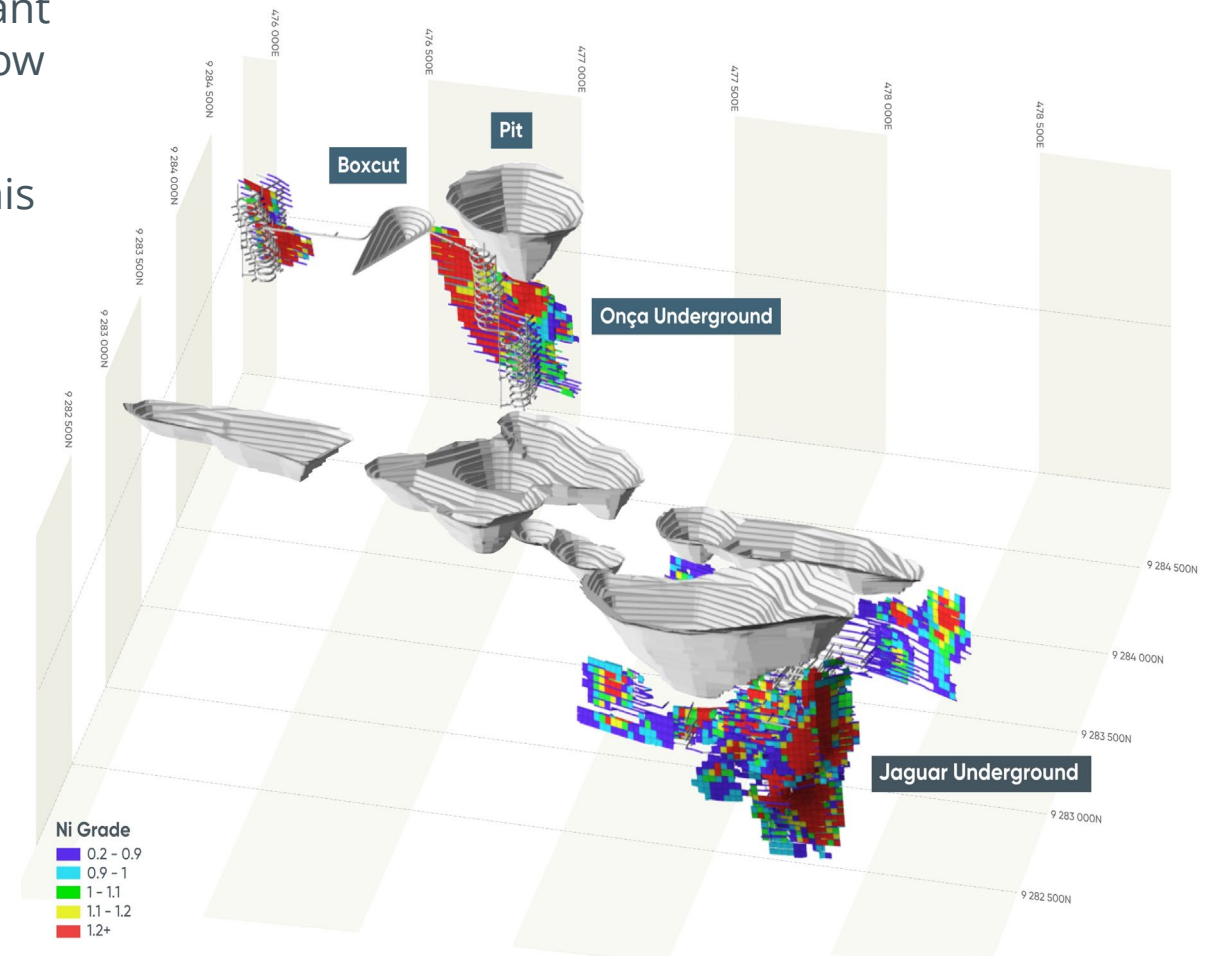 ant
ow
nis
476 000E
476 500E
477 000E
477 500E
478 000E
478 500E
9 284 500N
9 284 000N
9 283 500N
9 283 000N
9 282 500N
Pit
Boxcut
Onça Underground
Jaguar Underground
9 284 500N
9 284 000N
9 283 500N
9 283 000N
9 282 500N
Ni Grade
0.2 - 0.9
0.9 - 1
1 - 1.1
1.1 - 1.2
1.2+